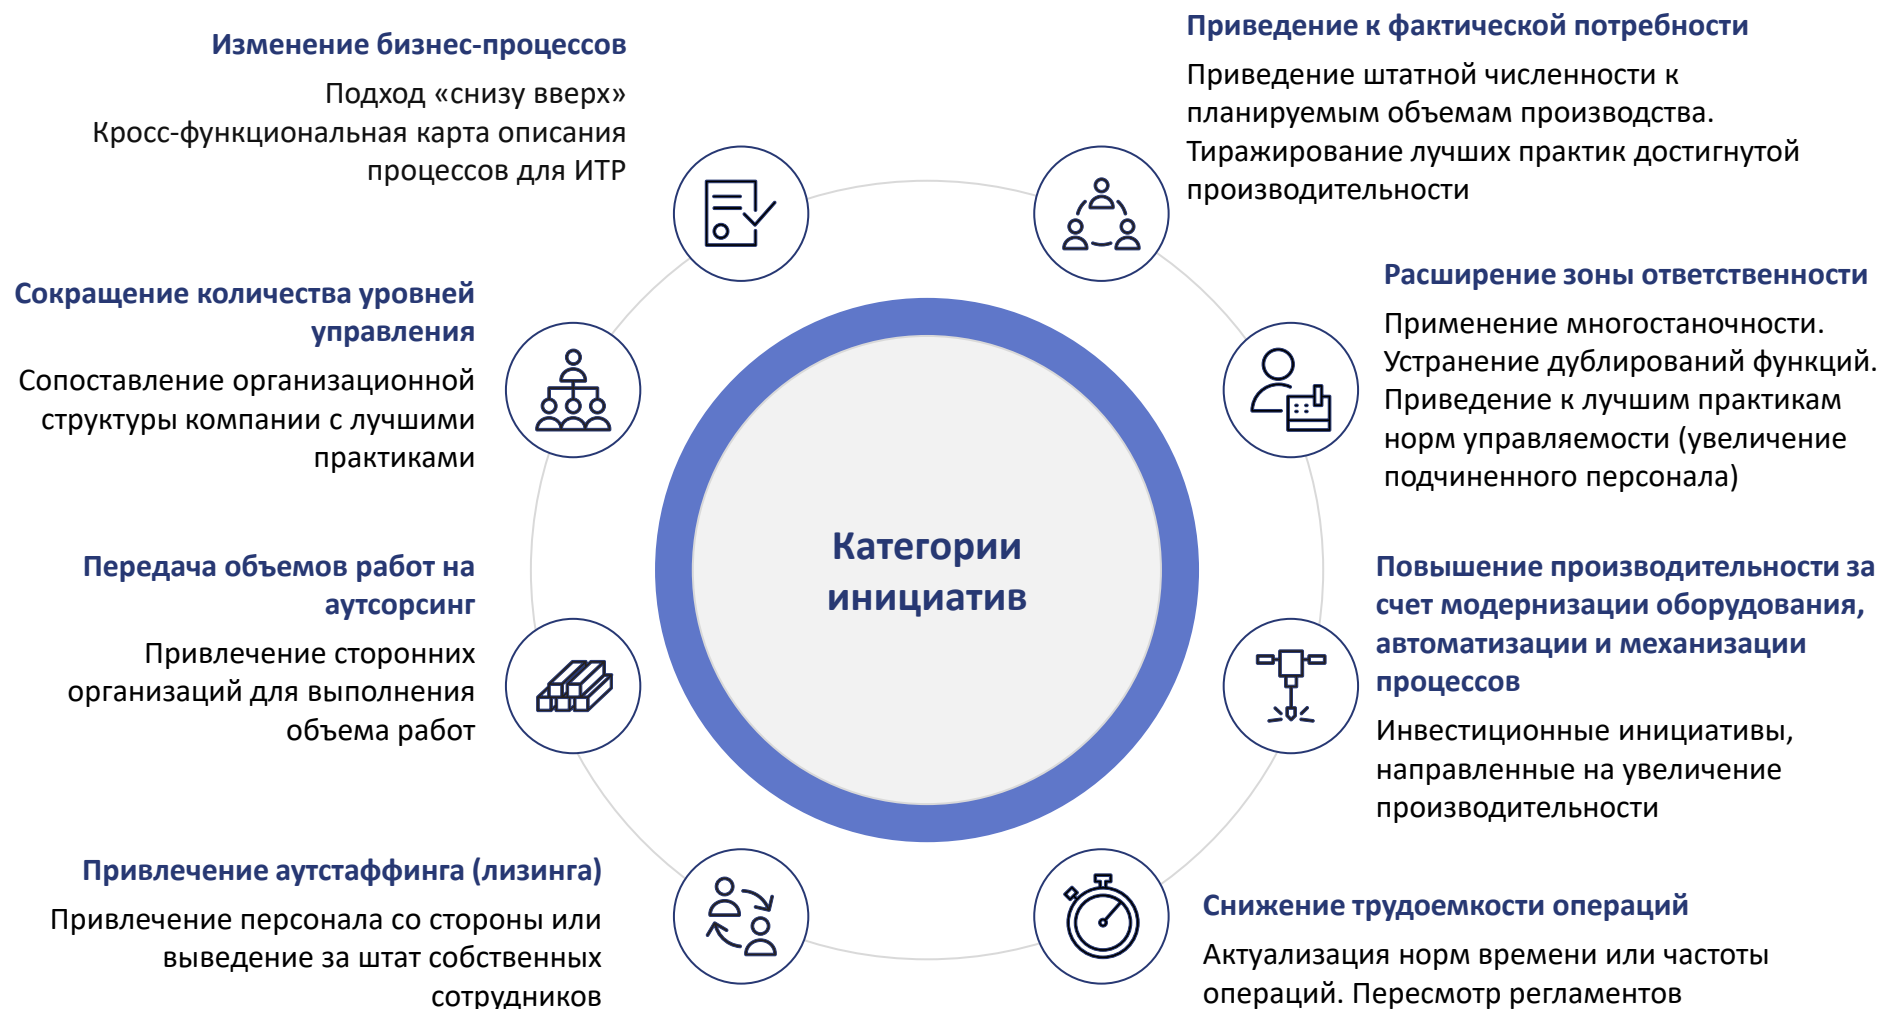 Изменение бизнес-процессов
Подход «снизу вверх»
Кросс-функциональная карта описания
процессов для ИТР
Приведение к фактической потребности
Приведение штатной численности к
планируемым объемам производства.
Тиражирование лучших практик достигнутой
производительности
Сокращение количества уровней
управления
Сопоставление организационной
структуры компании с лучшими
практиками
Расширение зоны ответственности
Применение многостаночности.
Устранение дублирований функций.
Приведение к лучшим практикам
норм управляемости (увеличение
подчиненного персонала)
Категории
инициатив
Передача объемов работ на
аутсорсинг
Привлечение сторонних
организаций для выполнения
объема работ
Повышение производительности за
счет модернизации оборудования,
автоматизации и механизации
процессов
Инвестиционные инициативы,
направленные на увеличение
производительности
Привлечение аутстаффинга (лизинга)
Привлечение персонала со стороны или
выведение за штат собственных
сотрудников
Снижение трудоемкости операций
Актуализация норм времени или частоты
операций. Пересмотр регламентов